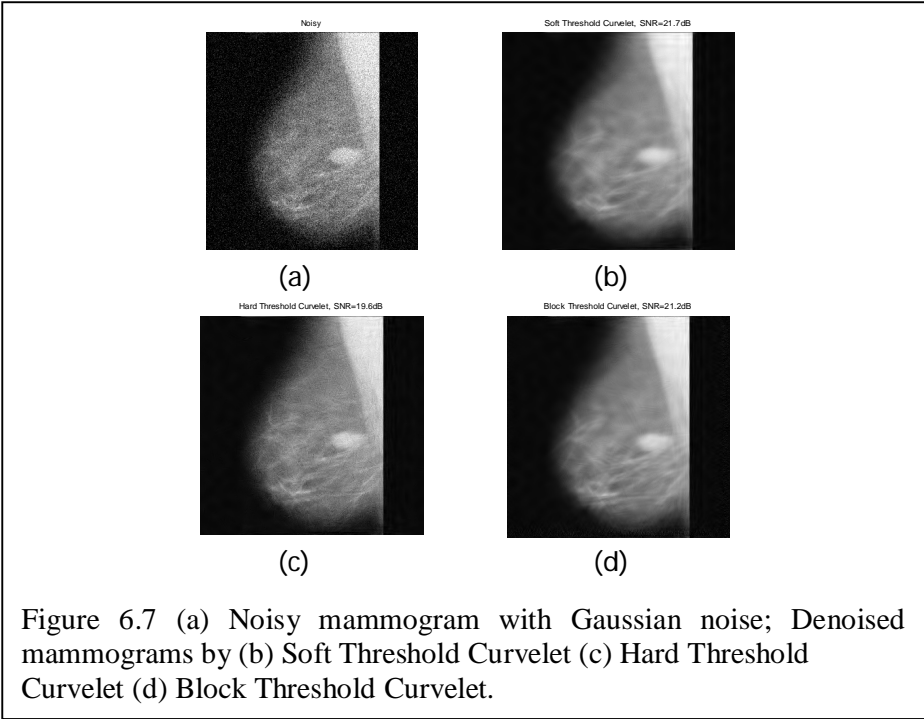 Noisy
Soft Threshold Curvelet, SNR=21.7dB
(a)
(b)
Hard Threshold Curvelet, SNR=19.6dB
Block Threshold Curvelet, SNR=21.2dB
(c)
(d)
Figure 6.7 (a) Noisy mammogram with Gaussian noise; Denoised
mammograms by (b) Soft Threshold Curvelet (c) Hard Threshold
Curvelet (d) Block Threshold Curvelet.